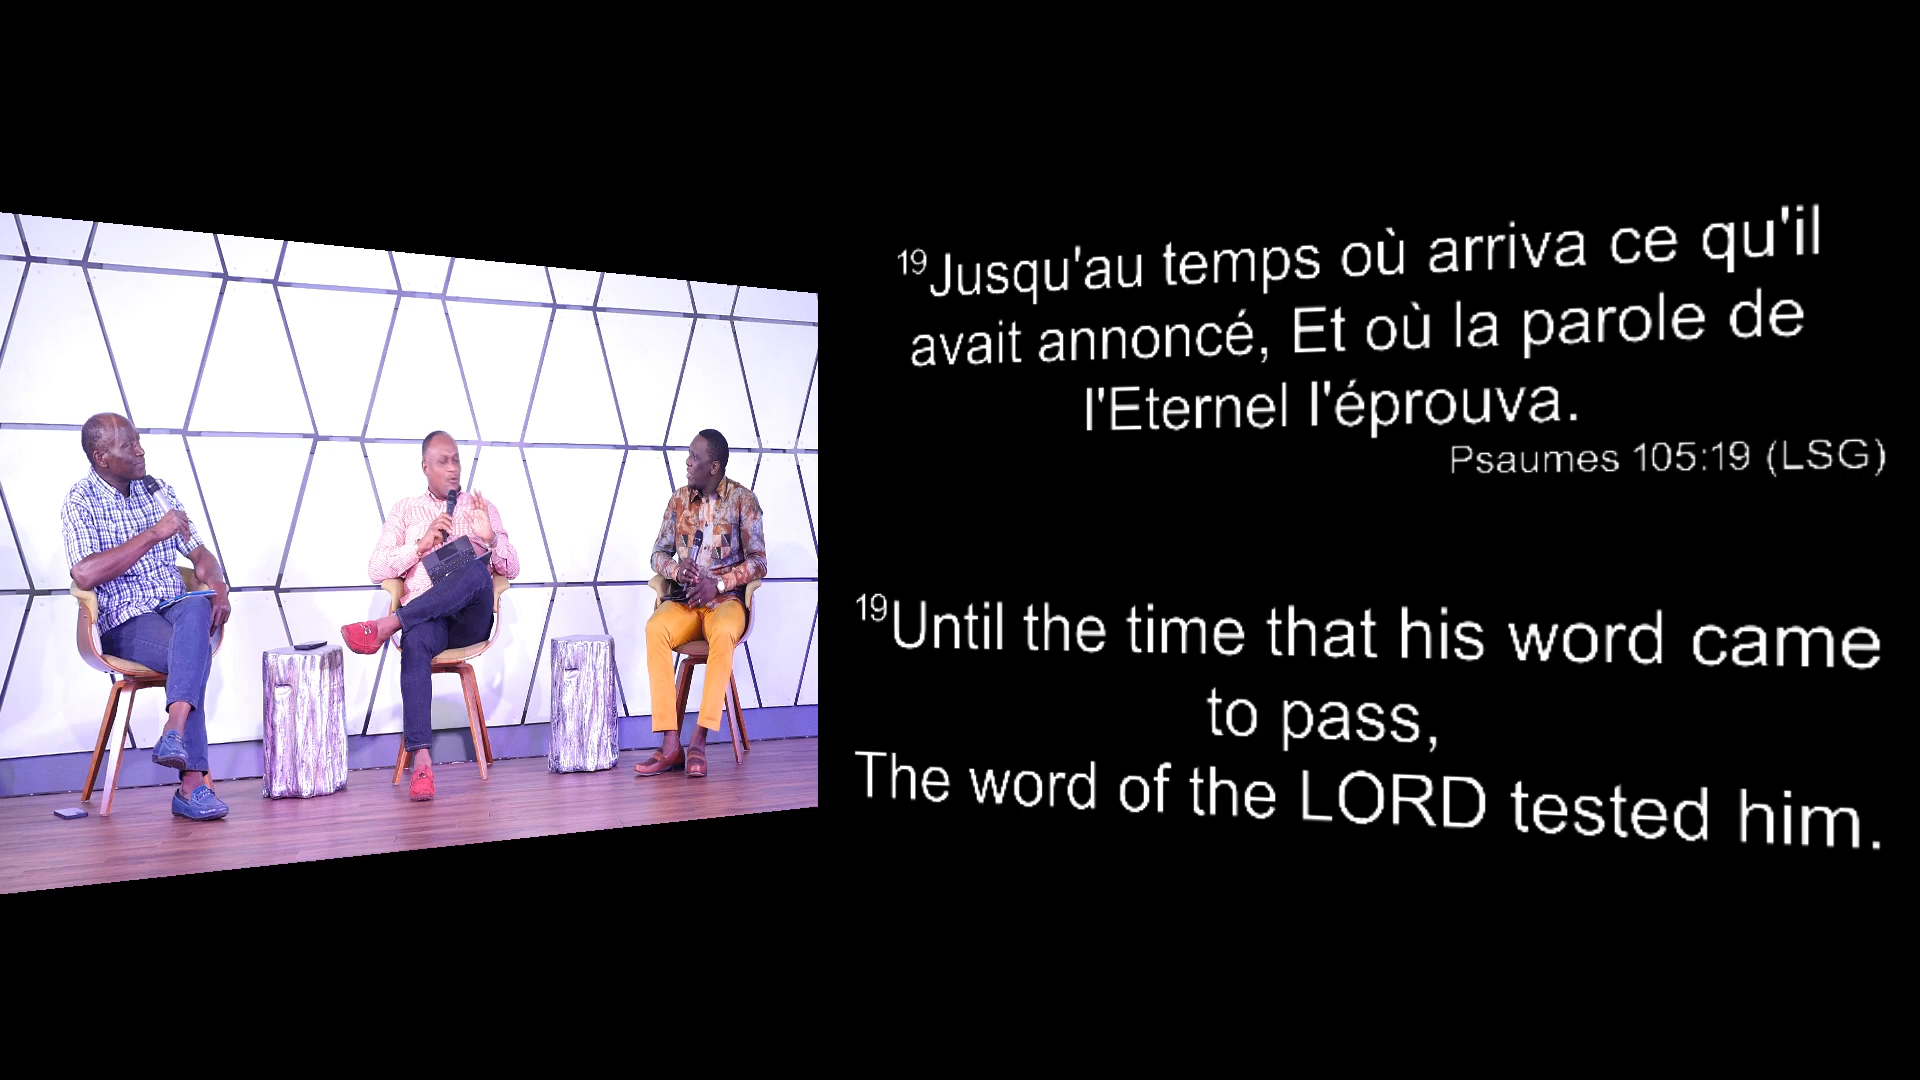 19Jusqu'au temps où arriva ce qu'il
avait annoncé, Et où la parole de
l'Eternel l'éprouva.
Psaumes 105:19 (LSG)
19Until the time that his word came
to pass,
The word of the LORD tested him.